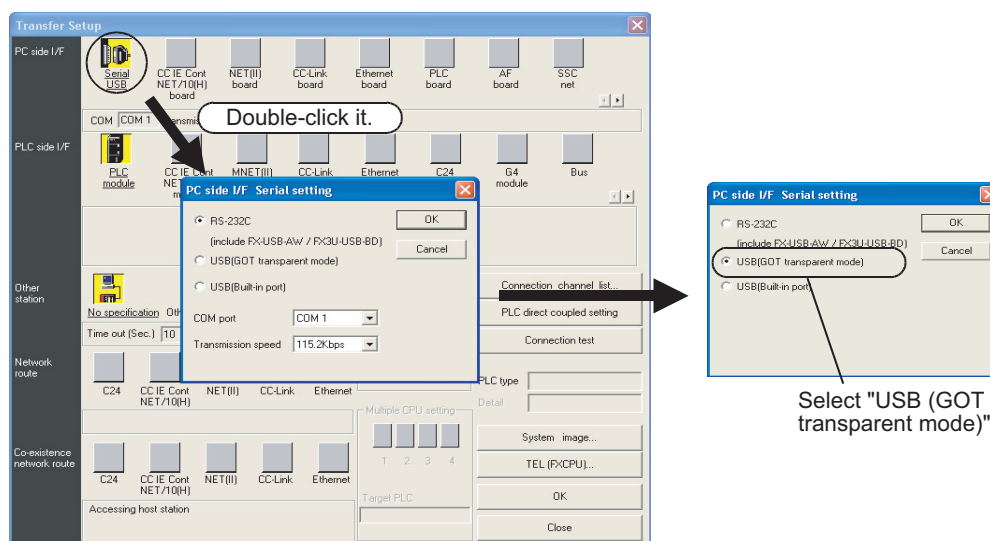 Transfer Setup
PC side I/F
Serial USB
CC IE Cont NET/10(H) board
NET(II) board
CC-Link board
Ethernet board
PLC board
AF board
SSC net
COM COM 1
Double-click it.
PLC side I/F
PLC module
CC IE Cont
MNET(II)
CC-Link
Ethernet
C24
G4 module
Bus
PC side I/F Serial setting
RS-232C
(include FX-USB-AW / FX3U-USB-BD)
USB(GOT transparent mode)
USB(Built-in port)
COM port
COM 1
Transmission speed
115.2Kbps
OK
Cancel
Other station
No specification
Time out (Sec.) 10
Connection channel list...
PLC direct coupled setting
Connection test
Network route
C24
CC IE Cont NET/10(H)
NET(II)
CC-Link
Ethernet
PLC type
Detail
Multiple CPU setting
1 2 3 4
Target PLC
System image...
TEL (FXCPU)...
OK
Close
Co-existence network route
C24
CC IE Cont NET/10(H)
NET(II)
CC-Link
Ethernet
Accessing host station
PC side I/F Serial setting
RS-232C
(include FX-USB-AW / FX3U-USB-BD)
USB(GOT transparent mode)
USB(Built-in port)
OK
Cancel
Select "USB (GOT
transparent mode)"